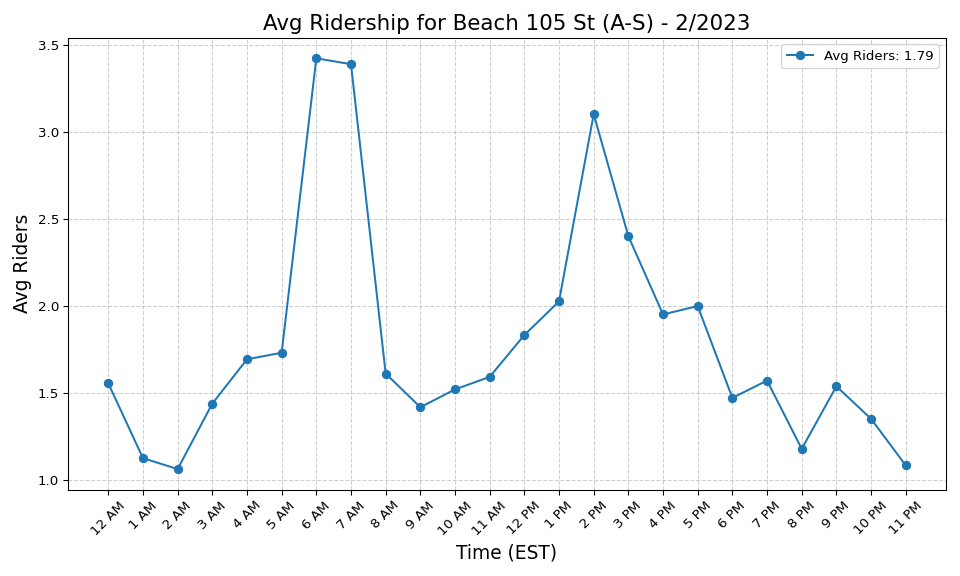 Avg Ridership for Beach 105 St (A-S) - 2/2023
Avg Riders: 1.79
Avg Riders
3.5
3.0
2.5
2.0
1.5
1.0
12 AM
1 AM
2 AM
3 AM
4 AM
5 AM
6 AM
7 AM
8 AM
9 AM
10 AM
11 AM
12 PM
1 PM
2 PM
3 PM
4 PM
5 PM
6 PM
7 PM
8 PM
9 PM
10 PM
11 PM
Time (EST)